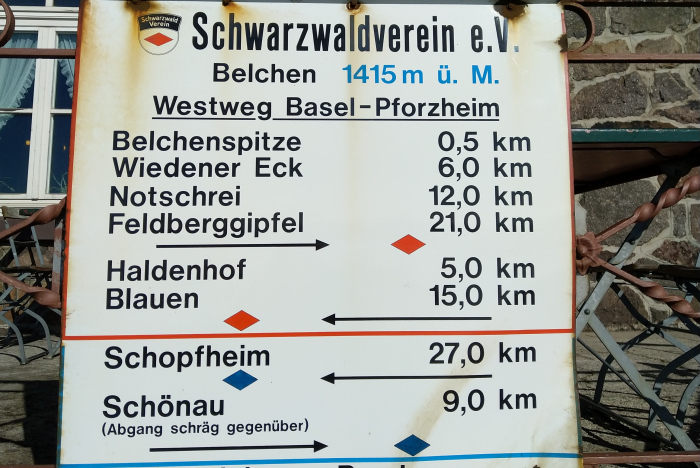 Schwarzwald
Verein
Schwarzwaldverein e.V.
Belchen 1415 m ü. M.
Westweg Basel-Pforzheim
Belchenspitze 0,5 km
Wiedener Eck 6,0 km
Notschrei 12,0 km
Feldberggipfel 21,0 km
Haldenhof 5,0 km
Blauen 15,0 km
Schopfheim 27,0 km
Schönau 9,0 km
(Abgang schräg gegenüber)